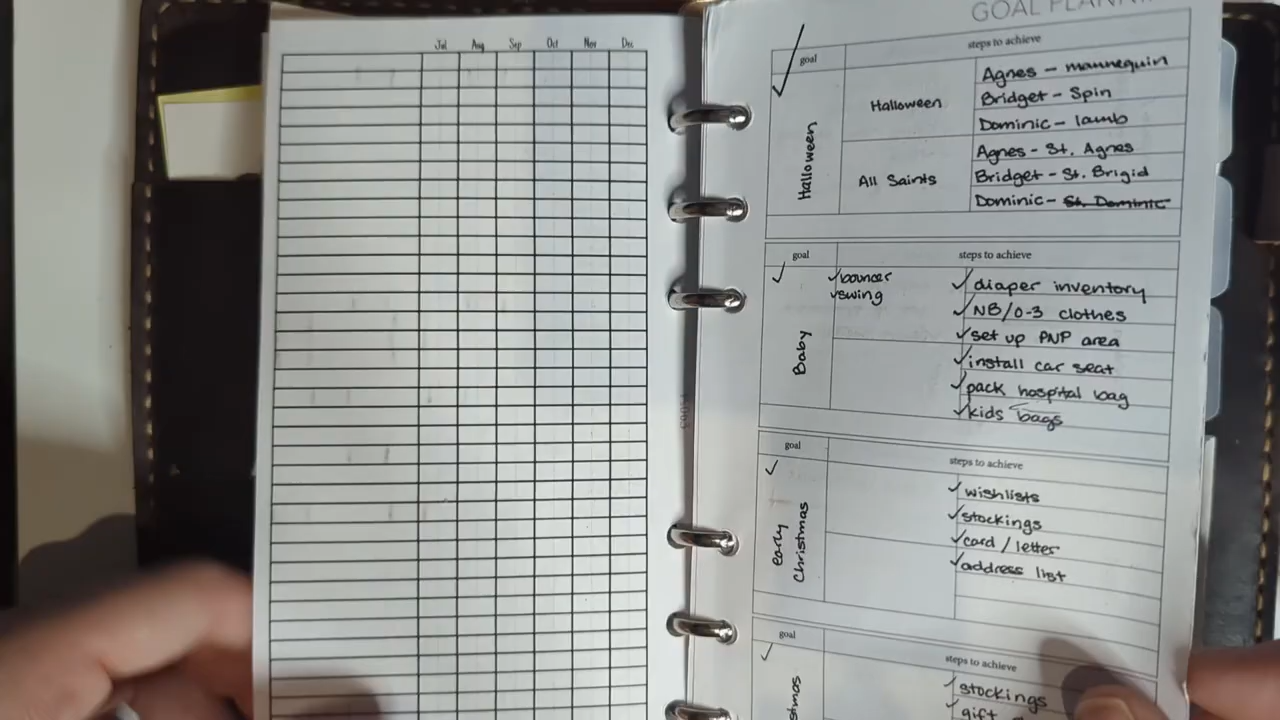 Jul Aug Sep Oct Nov Dec
GOAL
goal
steps to achieve
Halloween
Halloween
Agnes - mannequin
Bridget - Spin
Dominic - lamb
All Saints
Agnes - St. Agnes
Bridget - St. Brigid
Dominic - St. Dominic
goal
steps to achieve
Baby
bouncer
swing
diaper inventory
NB/0-3 clothes
set up PNP area
install car seat
pack hospital bag
kids bags
goal
steps to achieve
early
Christmas
wishlists
stockings
card / letter
address list
goal
steps to achieve
stockings
gift